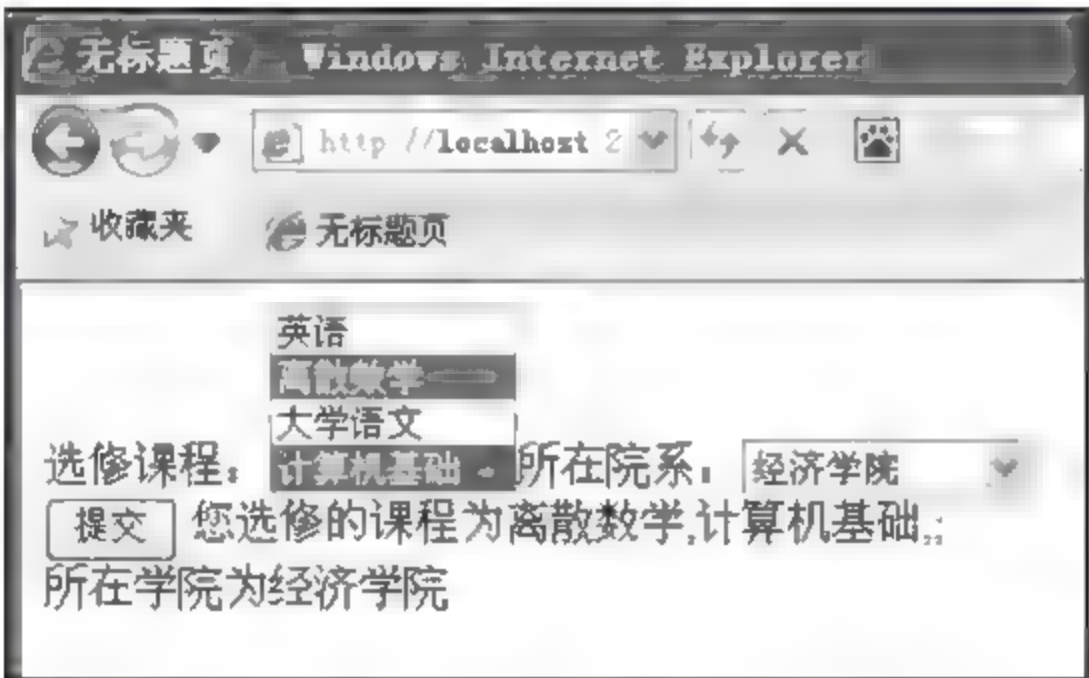 无标题页 - Windows Internet Explorer
http://localhost:2
收藏夹 无标题页
英语
离散数学
大学语文
选修课程: 计算机基础 所在院系: 经济学院
提交 您选修的课程为离散数学,计算机基础,;
所在学院为经济学院